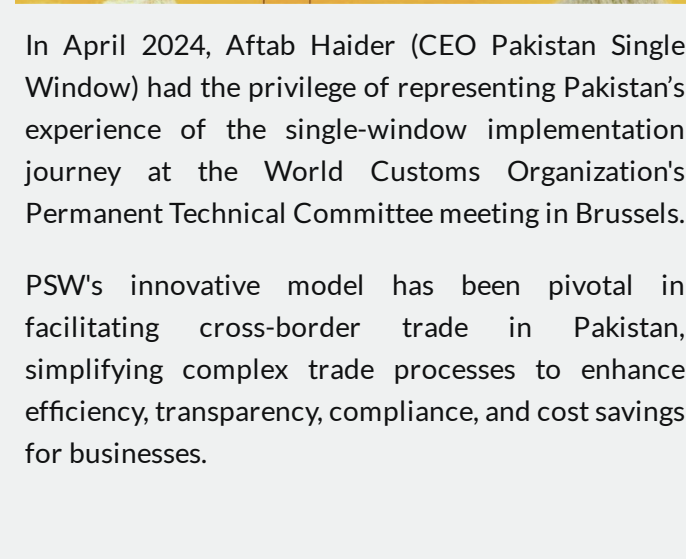 In April 2024, Aftab Haider (CEO Pakistan Single
Window) had the privilege of representing Pakistan’s
experience of the single-window implementation
journey at the World Customs Organization's
Permanent Technical Committee meeting in Brussels.
PSW's innovative model has been pivotal in
facilitating cross-border trade in Pakistan,
simplifying complex trade processes to enhance
efficiency, transparency, compliance, and cost savings
for businesses.